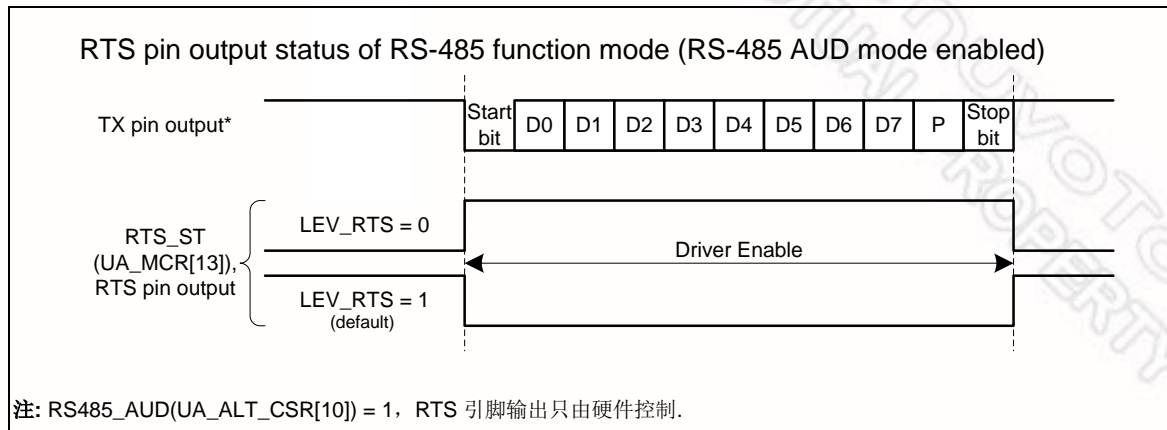 RTS pin output status of RS-485 function mode (RS-485 AUD mode enabled)
TX pin output*
Start bit
D0
D1
D2
D3
D4
D5
D6
D7
P
Stop bit
RTS_ST
(UA_MCR[13]),
RTS pin output
LEV_RTS = 0
Driver Enable
LEV_RTS = 1
(default)
注: RS485_AUD(UA_ALT_CSR[10]) = 1，RTS 引脚输出只由硬件控制.